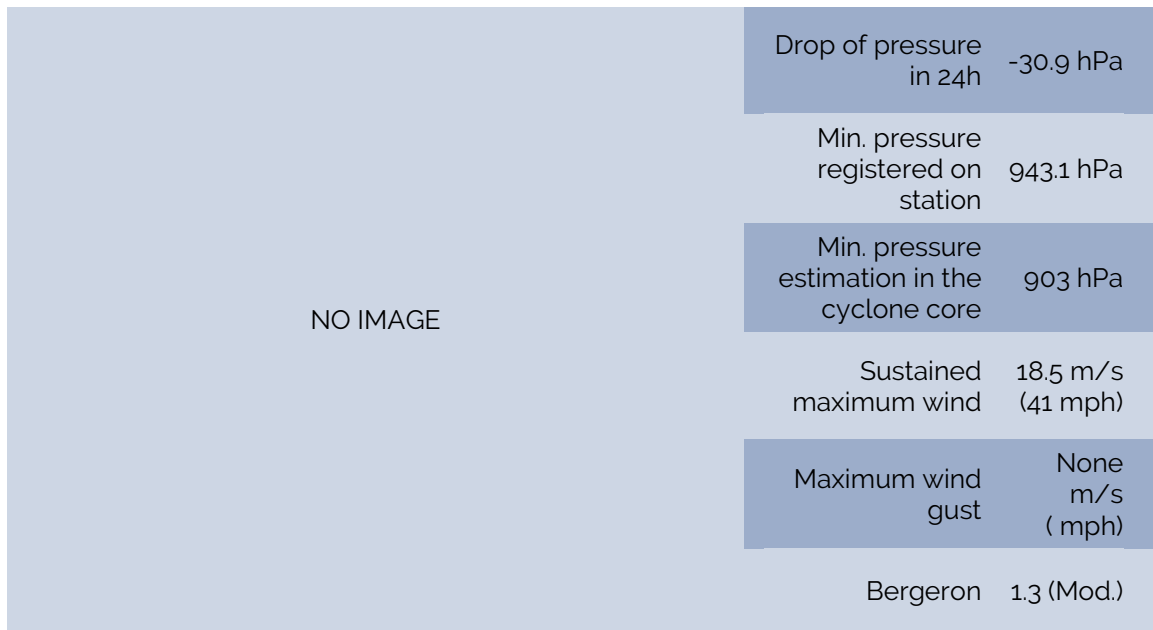 NO IMAGE
Drop of pressure
in 24h
-30.9 hPa
Min. pressure
registered on
station
943.1 hPa
Min. pressure
estimation in the
cyclone core
903 hPa
Sustained
maximum wind
18.5 m/s
(41 mph)
Maximum wind
gust
None
m/s
( mph)
Bergeron
1.3 (Mod.)